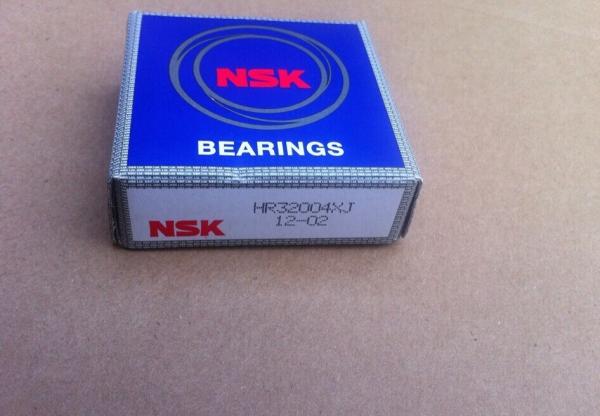 NSK
BEARINGS
NSK
HR32004XJ
12-02